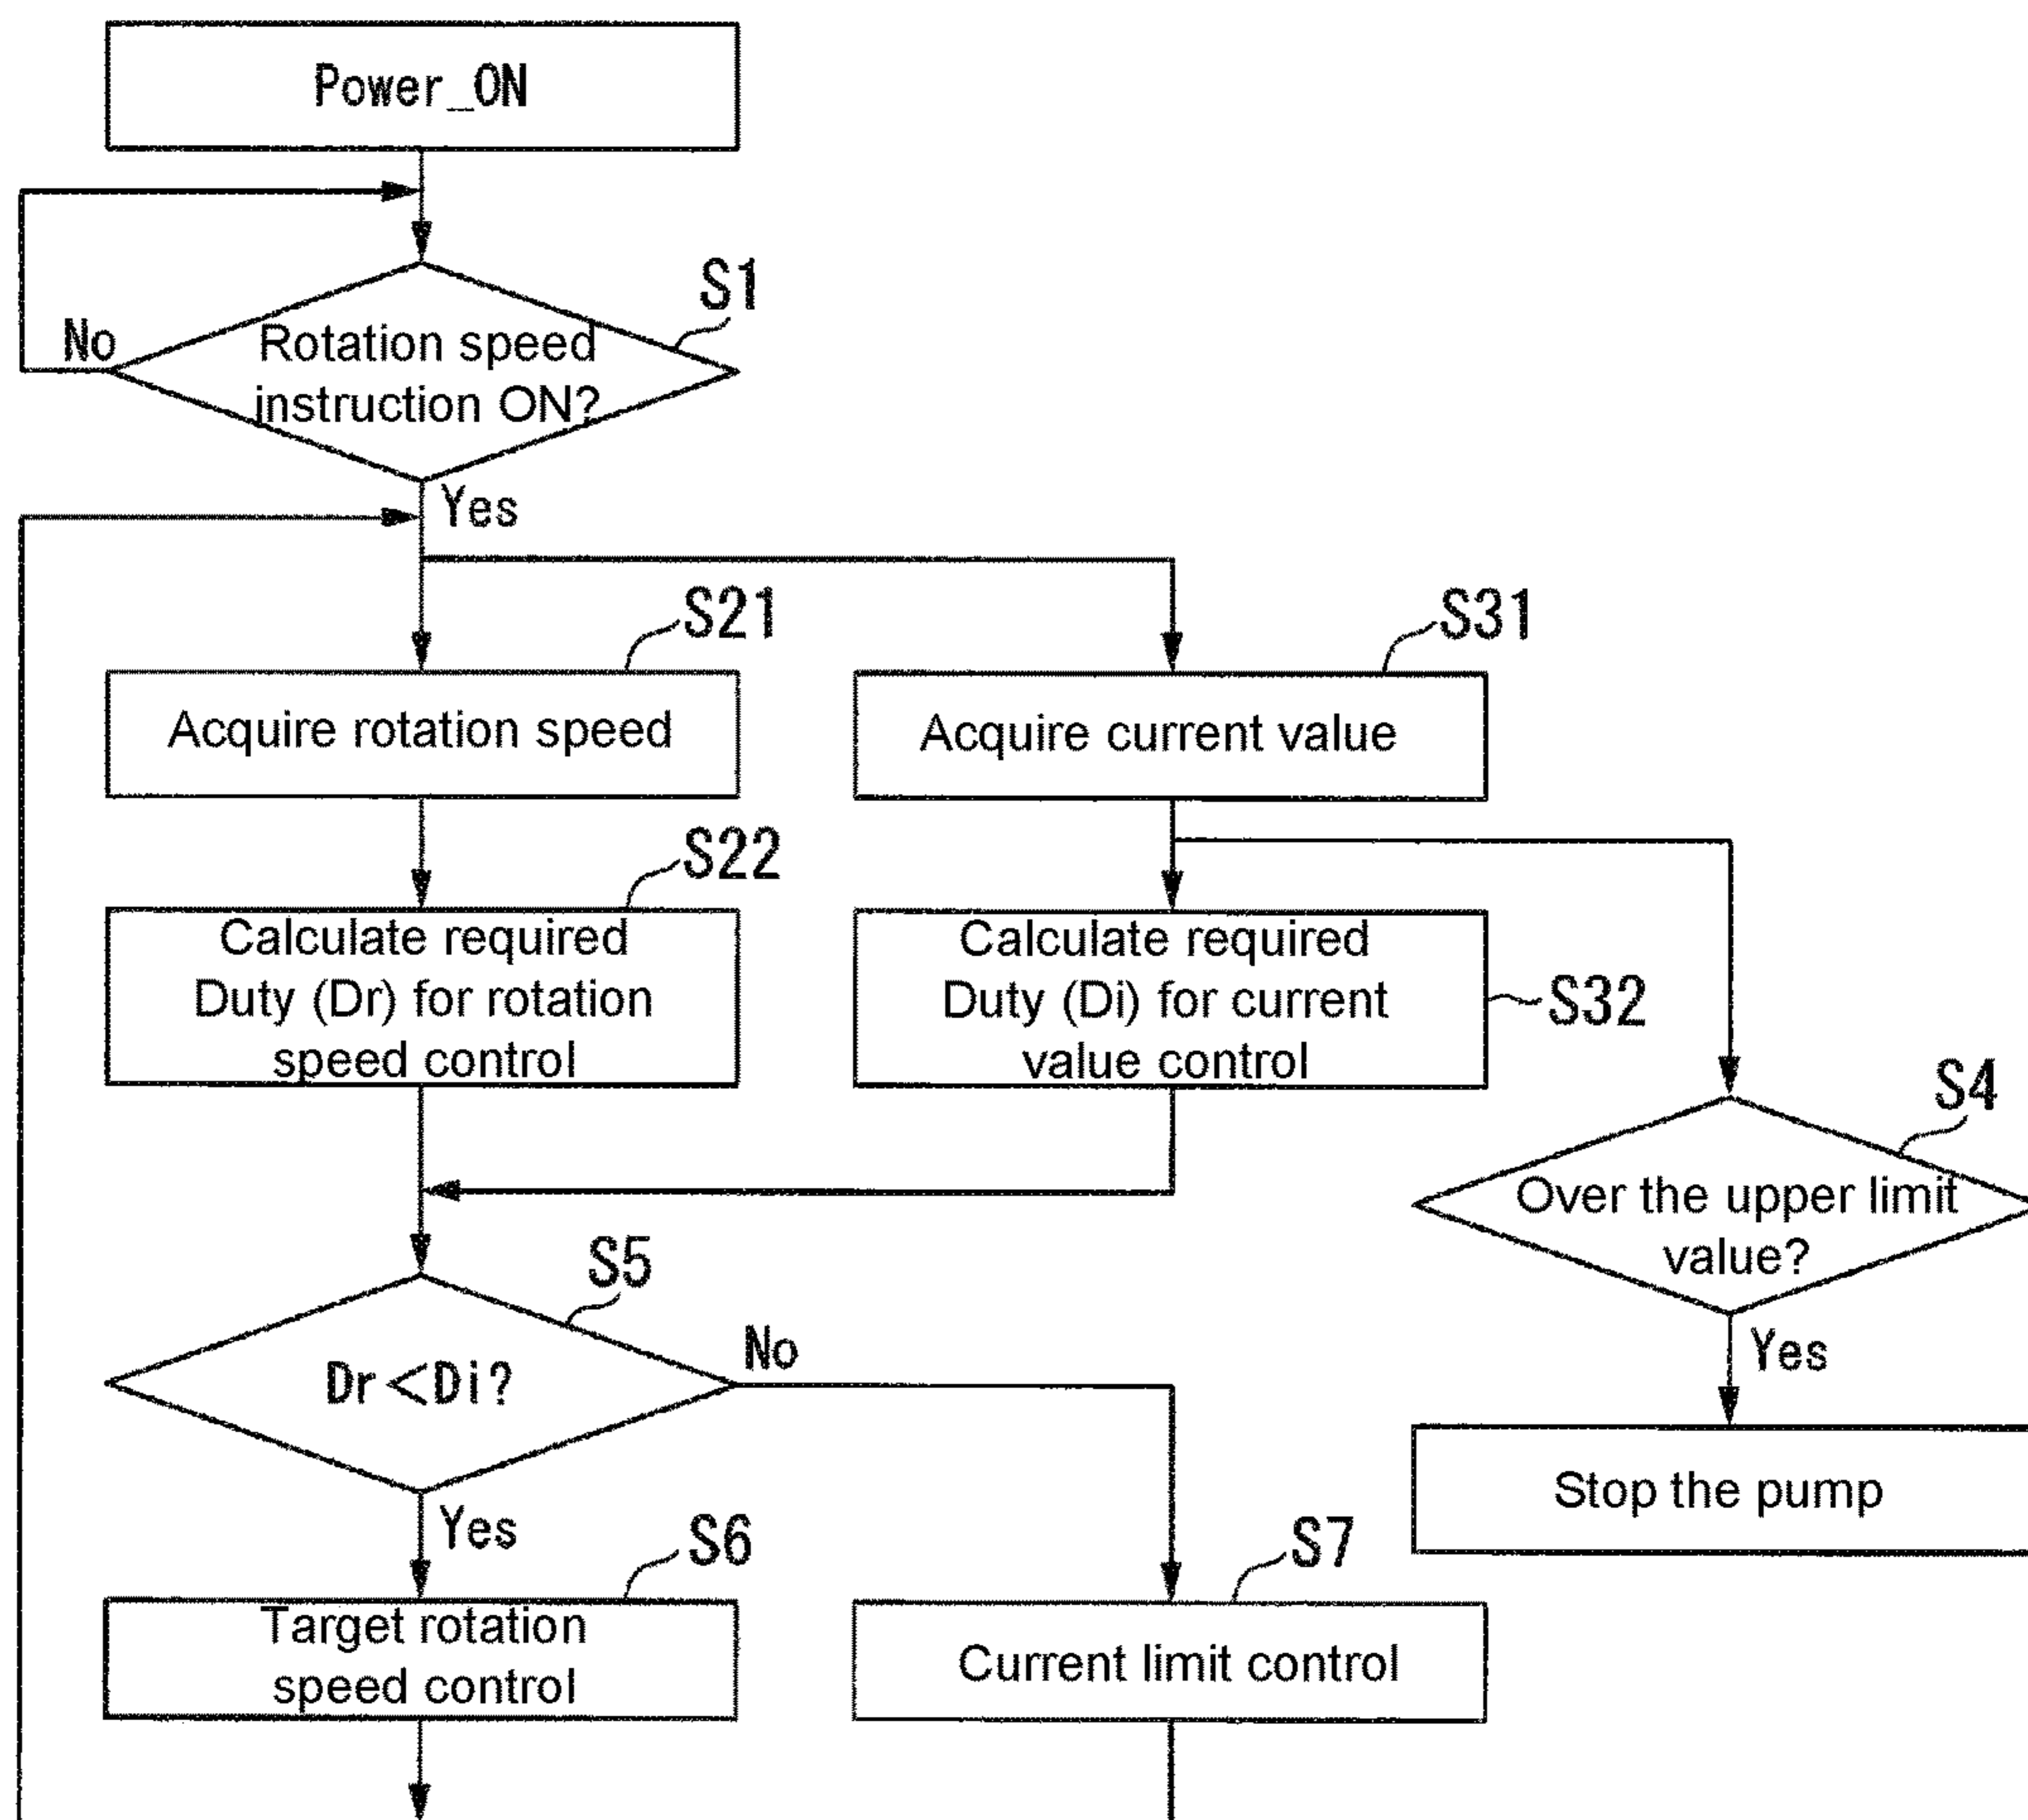 Power_ON
S1
No
Rotation speed
instruction ON?
Yes
S21
S31
Acquire rotation speed
Acquire current value
S22
Calculate required
Duty (Dr) for rotation
speed control
Calculate required
Duty (Di) for current
value control
S32
S4
Over the upper limit
value?
S5
Dr<Di?
No
Yes
Stop the pump
Yes
S6
S7
Target rotation
speed control
Current limit control